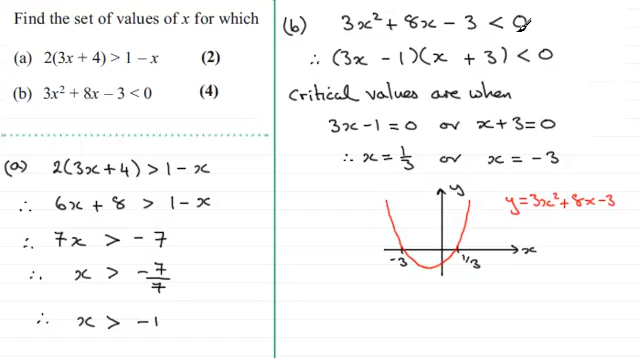 Find the set of values of x for which
(a) 2(3x + 4) > 1 – x (2)
(b) 3x² + 8x – 3 < 0 (4)
(a) 2(3x+4) > 1 – x
∴ 6x + 8 > 1 – x
∴ 7x > – 7
∴ x > –7/7
∴ x > –1
(b) 3x² + 8x – 3 < 0
∴ (3x – 1)(x + 3) < 0
Critical values are when
3x – 1 = 0 or x + 3 = 0
∴ x = 1/3 or x = – 3
y
y = 3x² + 8x – 3
–3 1/3 x